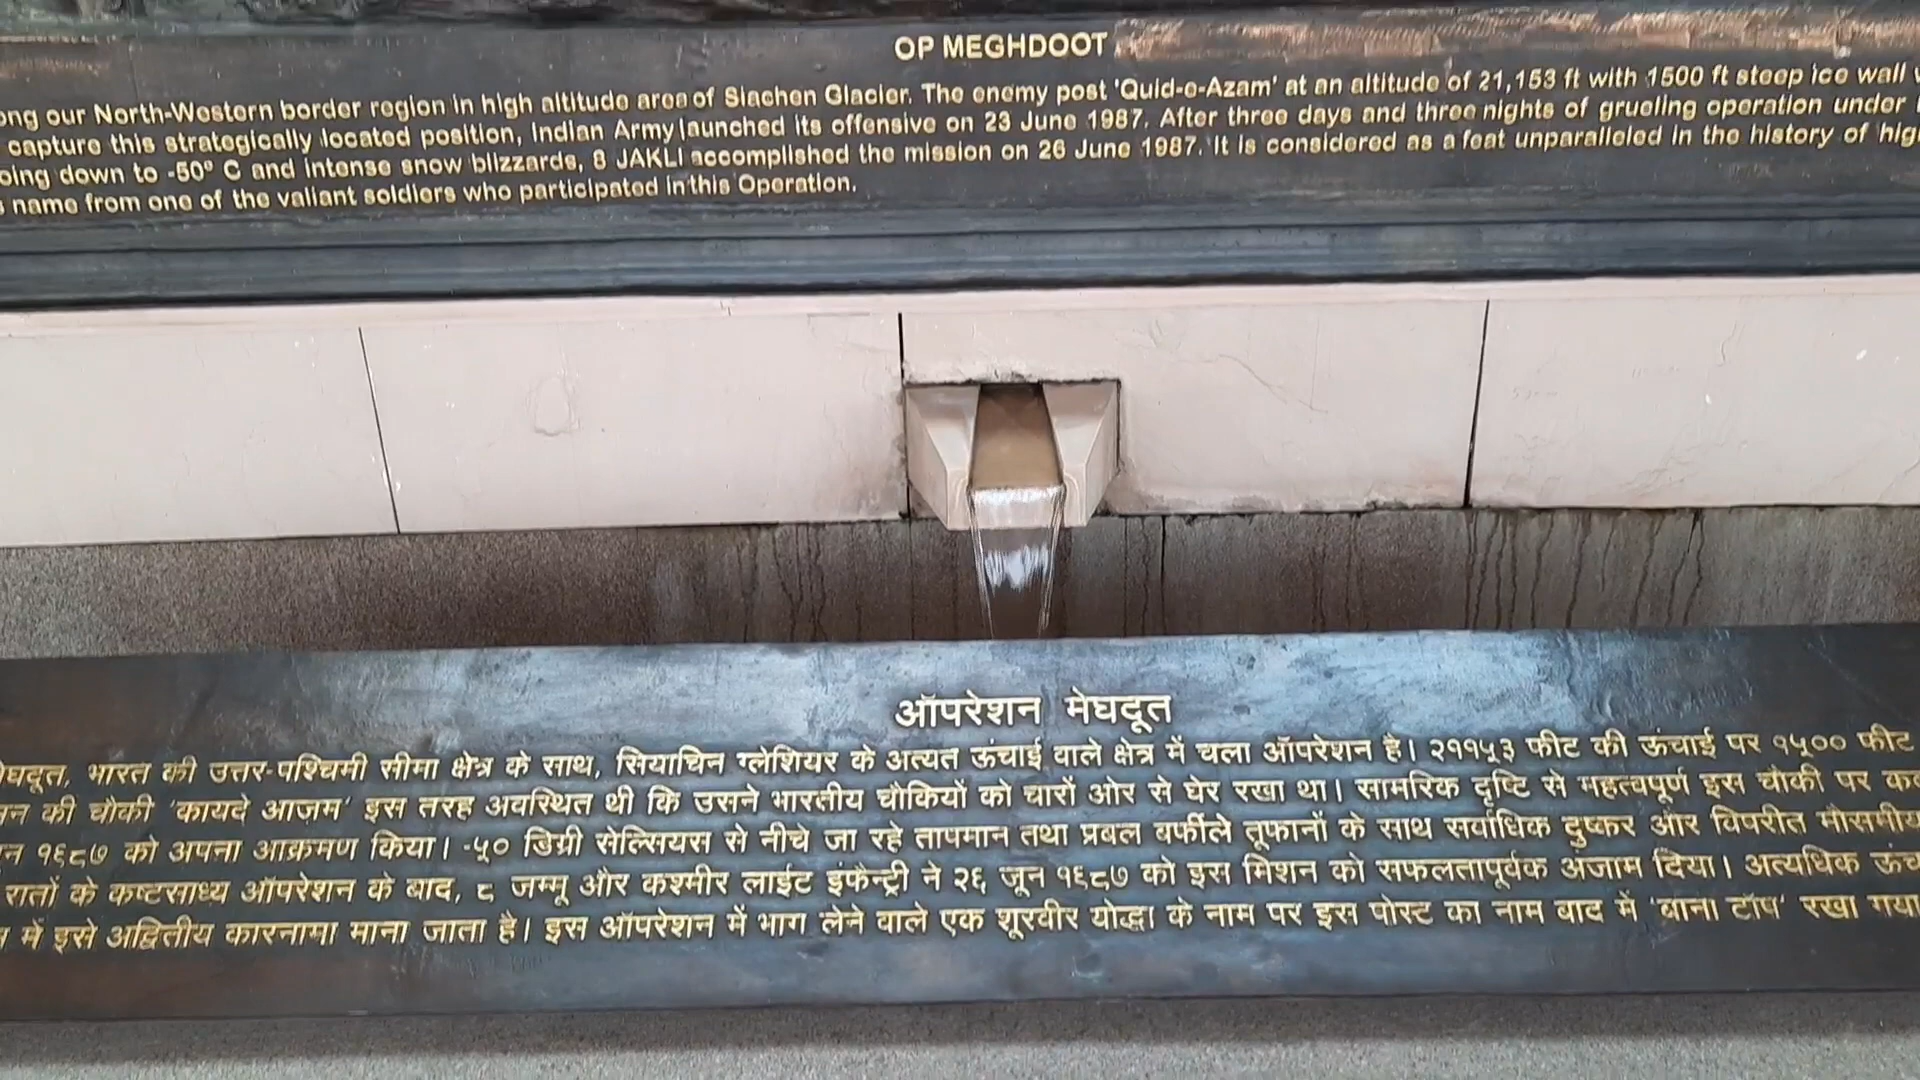 OP MEGHDOOT
ong our North-Western border region in high altitude area of Siachen Glacier. The enemy post 'Quid-e-Azam' at an altitude of 21,153 ft with 1500 ft steep ice wall
capture this strategically located position, Indian Army launched its offensive on 23 June 1987. After three days and three nights of grueling operation under
oing down to -50° C and intense snow blizzards, 8 JAKLI accomplished the mission on 26 June 1987. It is considered as a feat unparalleled in the history of hig
name from one of the valiant soldiers who participated in this Operation.
ऑपरेशन मेघदूत
घदूत, भारत की उत्तर-पश्चिमी सीमा क्षेत्र के साथ, सियाचिन ग्लेशियर के अत्यत ऊंचाई वाले क्षेत्र में चला ऑपरेशन है। २११५३ फीट की ऊंचाई पर १५०० फीट
न की चौकी 'कायदे आज़म' इस तरह अवस्थित थी कि उसने भारतीय चौकियों को चारों ओर से घेर रखा था। सामरिक दृष्टि से महत्वपूर्ण इस चौकी पर क
न १९८७ को अपना आक्रमण किया। -५० डिग्री सेल्सियस से नीचे जा रहे तापमान तथा प्रबल बर्फीले तूफानों के साथ सर्वाधिक दुष्कर और विपरीत मौसमीय
रातों के कष्टसाध्य ऑपरेशन के बाद, ८ जम्मू और कश्मीर लाईट इंफैन्ट्री ने २६ जून १९८७ को इस मिशन को सफलतापूर्वक अंजाम दिया। अत्यधिक ऊंच
में इसे अद्वितीय कारनामा माना जाता है। इस ऑपरेशन में भाग लेने वाले एक शूरवीर योद्धा के नाम पर इस पोस्ट का नाम बाद में 'बाना टॉप' रखा गया